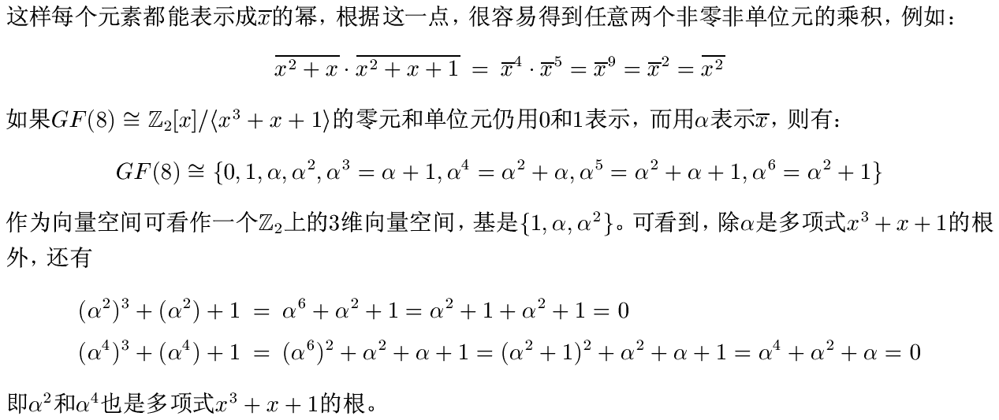 这样每个元素都能表示成x̅的幂，根据这一点，很容易得到任意两个非零非单位元的乘积，例如：
$\overline{x^2 + x} \cdot \overline{x^2 + x + 1} = \overline{x}^4 \cdot \overline{x}^5 = \overline{x}^9 = \overline{x}^2 = \overline{x^2}$
如果$GF(8) \cong \mathbb{Z}_2[x]/\langle x^3 + x + 1 \rangle$的零元和单位元仍用0和1表示，而用$\alpha$表示$\overline{x}$，则有：
$GF(8) \cong \{0, 1, \alpha, \alpha^2, \alpha^3 = \alpha + 1, \alpha^4 = \alpha^2 + \alpha, \alpha^5 = \alpha^2 + \alpha + 1, \alpha^6 = \alpha^2 + 1\}$
作为向量空间可看作一个$\mathbb{Z}_2$上的3维向量空间，基是$\{1, \alpha, \alpha^2\}$。可看到，除$\alpha$是多项式$x^3 + x + 1$的根
外，还有
$(\alpha^2)^3 + (\alpha^2) + 1 = \alpha^6 + \alpha^2 + 1 = \alpha^2 + 1 + \alpha^2 + 1 = 0$
$(\alpha^4)^3 + (\alpha^4) + 1 = (\alpha^6)^2 + \alpha^2 + \alpha + 1 = (\alpha^2 + 1)^2 + \alpha^2 + \alpha + 1 = \alpha^4 + \alpha^2 + \alpha = 0$
即$\alpha^2$和$\alpha^4$也是多项式$x^3 + x + 1$的根。